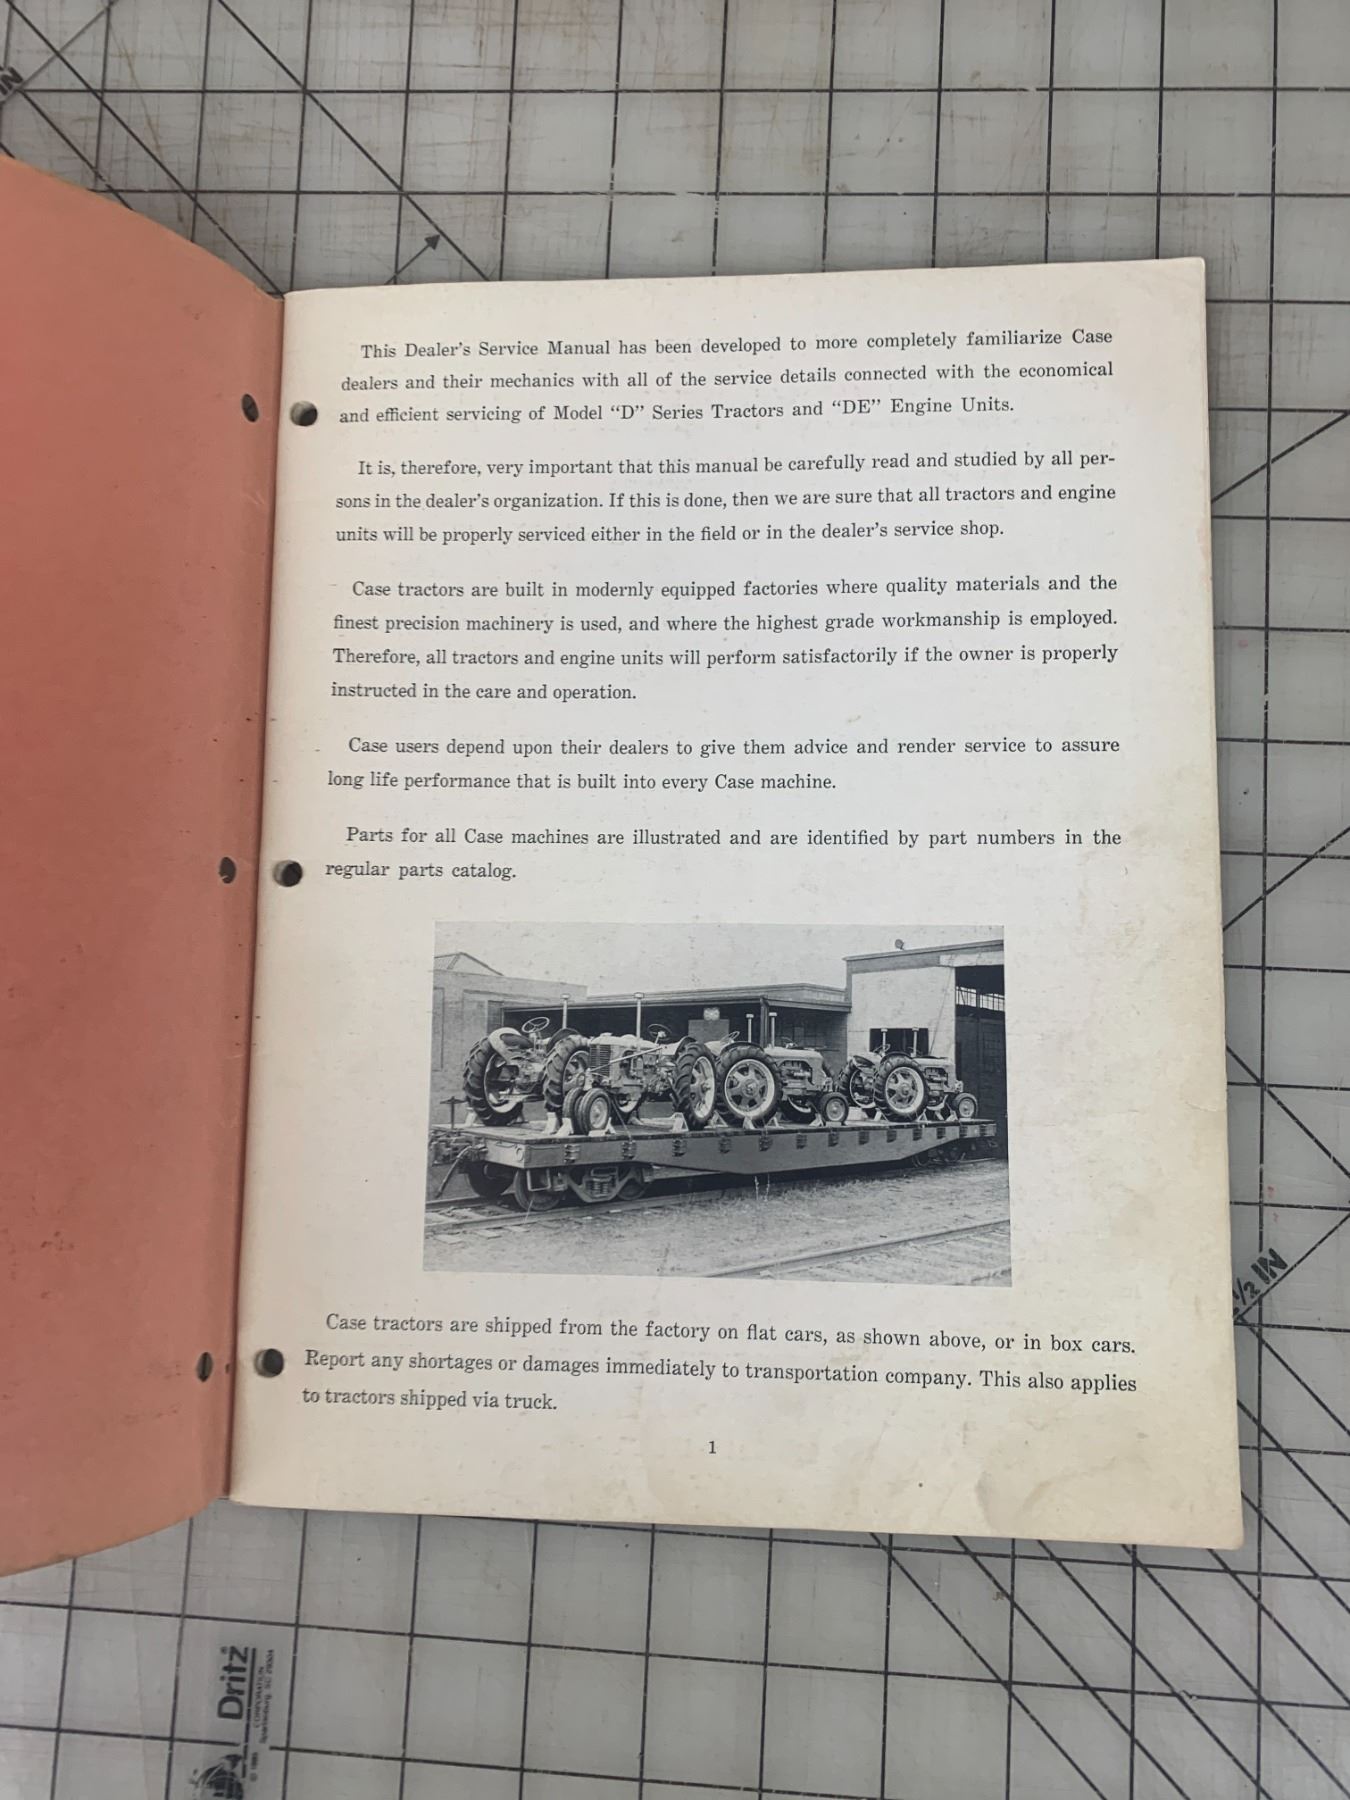 This Dealer's Service Manual has been developed to more completely familiarize Case
dealers and their mechanics with all of the service details connected with the economical
and efficient servicing of Model “D” Series Tractors and “DE” Engine Units.
It is, therefore, very important that this manual be carefully read and studied by all per-
sons in the dealer's organization. If this is done, then we are sure that all tractors and engine
units will be properly serviced either in the field or in the dealer's service shop.
Case tractors are built in modernly equipped factories where quality materials and the
finest precision machinery is used, and where the highest grade workmanship is employed.
Therefore, all tractors and engine units will perform satisfactorily if the owner is properly
instructed in the care and operation.
Case users depend upon their dealers to give them advice and render service to assure
long life performance that is built into every Case machine.
Parts for all Case machines are illustrated and are identified by part numbers in the
regular parts catalog.
Case tractors are shipped from the factory on flat cars, as shown above, or in box cars.
Report any shortages or damages immediately to transportation company. This also applies
to tractors shipped via truck.
1
IN
1/2 IN
Dritz
CORPORATION
Spartanburg, SC